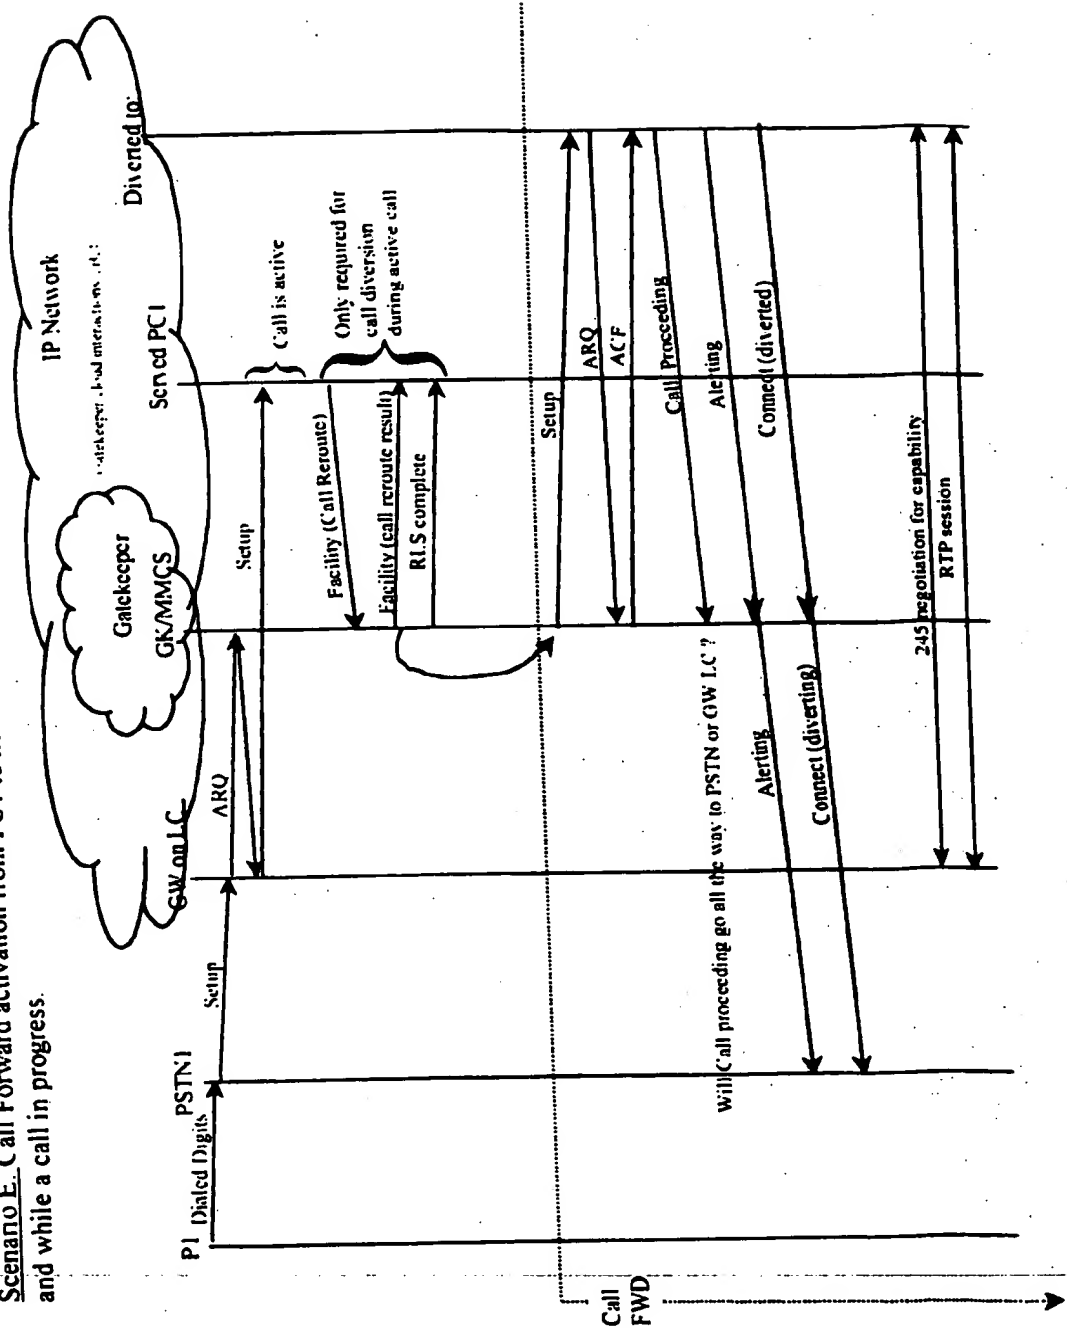 Scenario E. Call Forward activation from
and while a call in progress.
IP Network
Gatekeeper
GK/MMCS
GW on LC
Served PC1
Diverted to:
P1
PSTN1
Dialed Digits
Setup
ARQ
Setup
Call is active
Facility (Call Reroute)
Facility (call reroute result)
RLS complete
Only required for
call diversion
during active call
Call
FWD
Setup
ARQ
ACF
Call Proceeding
Will Call proceeding go all the way to PSTN or GW LC ?
Alerting
Alerting
Connect (diverted)
Connect (diverting)
245 negotiation for capability
RTP session